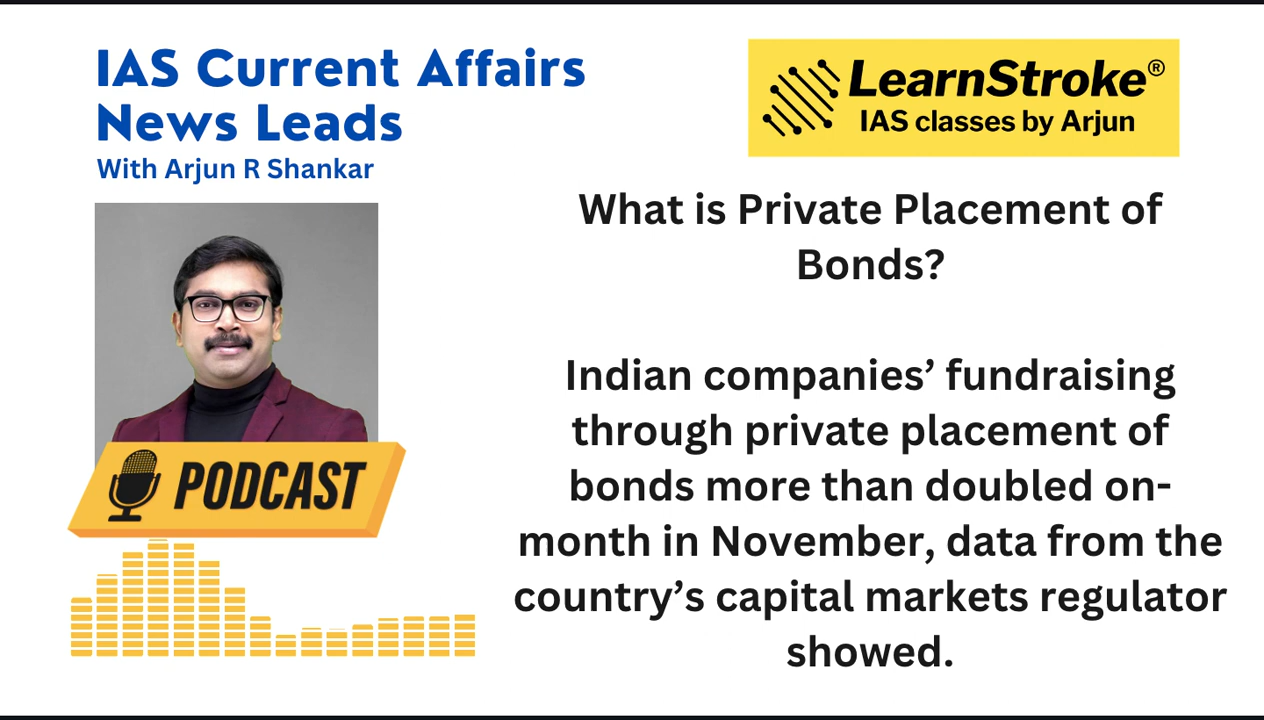 IAS Current Affairs
News Leads
With Arjun R Shankar
LearnStroke®
IAS classes by Arjun
PODCAST
What is Private Placement of
Bonds?
Indian companies’ fundraising
through private placement of
bonds more than doubled on-
month in November, data from the
country’s capital markets regulator
showed.